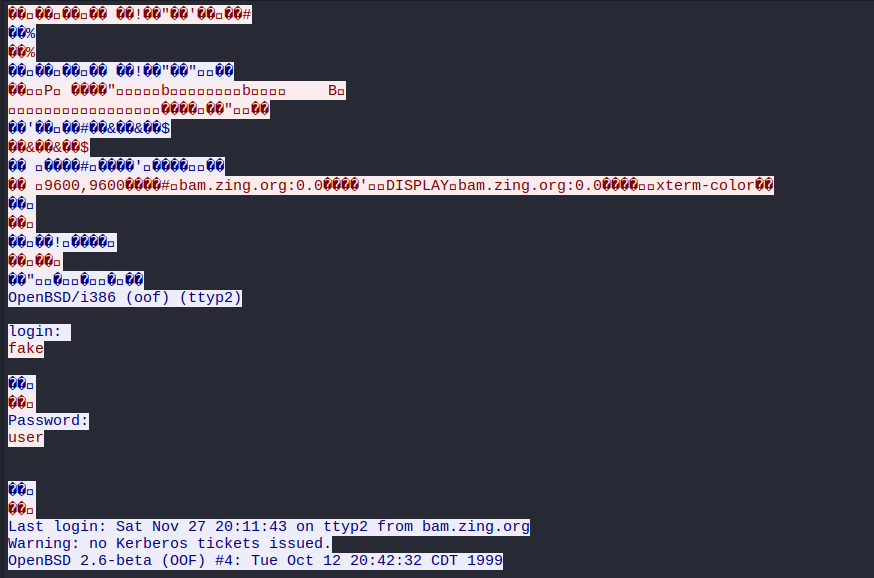 ��▯��▯��▯�� ��!��"��'��▯��#
��%
��%
��▯��▯��▯�� ��!��"��"▯▯��
��▯▯P▯ ����"▯▯▯▯▯b▯▯▯▯▯▯▯▯b▯▯▯▯ B▯
▯▯▯▯▯▯▯▯▯▯▯▯▯▯▯▯▯����▯��"▯▯��
��'��▯��#��&��&��$
��&��&��$
�� ▯����#▯����'▯����▯▯��
�� ▯9600,9600����#▯bam.zing.org:0.0����'▯▯DISPLAY▯bam.zing.org:0.0����▯▯xterm-color��
��▯
��▯
��▯��!▯����▯
��▯��▯
��"▯▯�▯▯�▯▯�▯��
OpenBSD/i386 (oof) (ttyp2)
login:
fake
��▯
��▯
Password:
user
��▯
��▯
Last login: Sat Nov 27 20:11:43 on ttyp2 from bam.zing.org
Warning: no Kerberos tickets issued.
OpenBSD 2.6-beta (OOF) #4: Tue Oct 12 20:42:32 CDT 1999